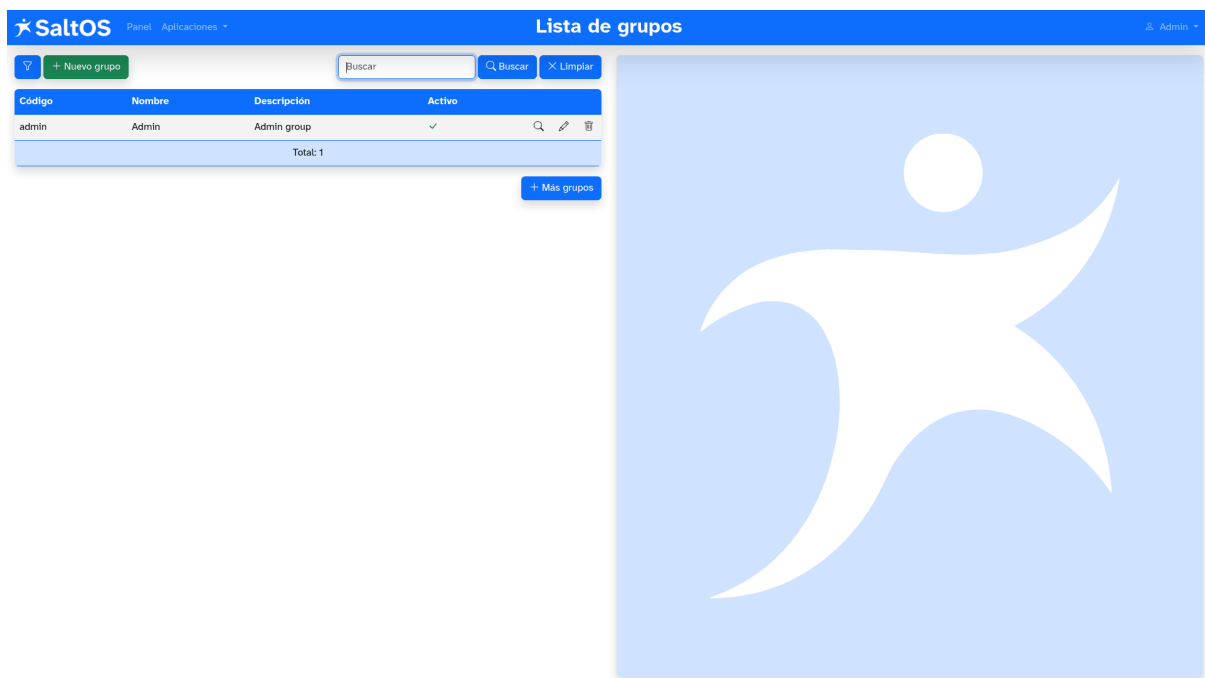 SaltOS Panel Aplicaciones Lista de grupos Admin
+ Nuevo grupo Buscar Buscar Limpiar
Código Nombre Descripción Activo
admin Admin Admin group
Total: 1
+ Más grupos